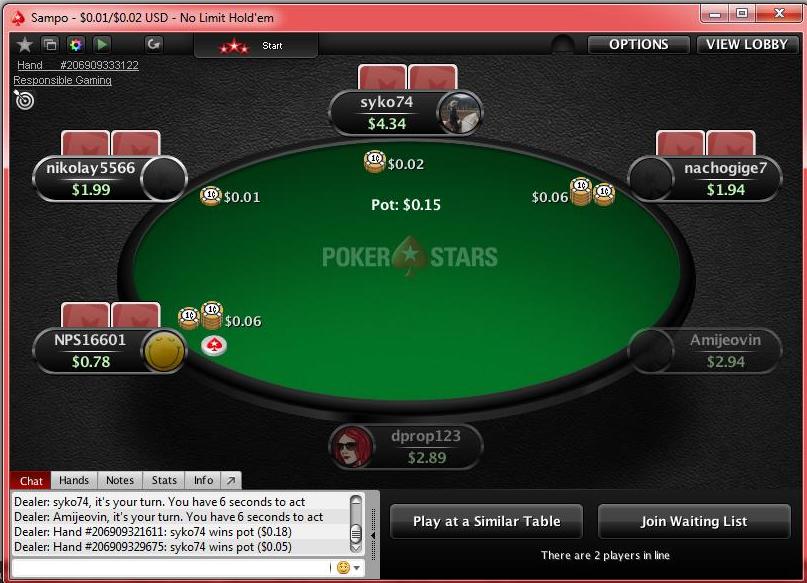 Sampo - $0.01/$0.02 USD - No Limit Hold'em
Start
OPTIONS
VIEW LOBBY
Hand #206909333122
Responsible Gaming
syko74
$4.34
nikolay5566
$1.99
nachogige7
$1.94
$0.02
$0.01
$0.06
Pot: $0.15
POKER STARS
$0.06
NPS16601
$0.78
Amijeovin
$2.94
dprop123
$2.89
Chat Hands Notes Stats Info
Dealer: syko74, it's your turn. You have 6 seconds to act
Dealer: Amijeovin, it's your turn. You have 6 seconds to act
Dealer: Hand #206909321611: syko74 wins pot ($0.18)
Dealer: Hand #206909329675: syko74 wins pot ($0.05)
Play at a Similar Table
Join Waiting List
There are 2 players in line